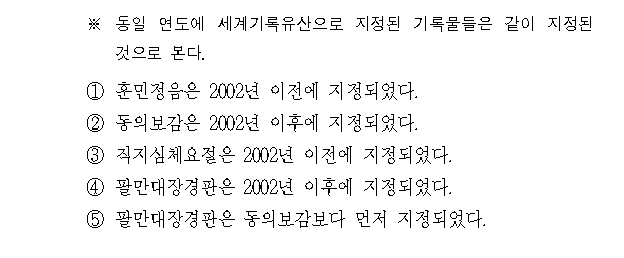 ※ 동일 연도에 세계기록유산으로 지정된 기록물들은 같이 지정된
것으로 본다.
① 훈민정음은 2002년 이전에 지정되었다.
② 동의보감은 2002년 이후에 지정되었다.
③ 직지심체요절은 2002년 이전에 지정되었다.
④ 팔만대장경판은 2002년 이후에 지정되었다.
⑤ 팔만대장경판은 동의보감보다 먼저 지정되었다.